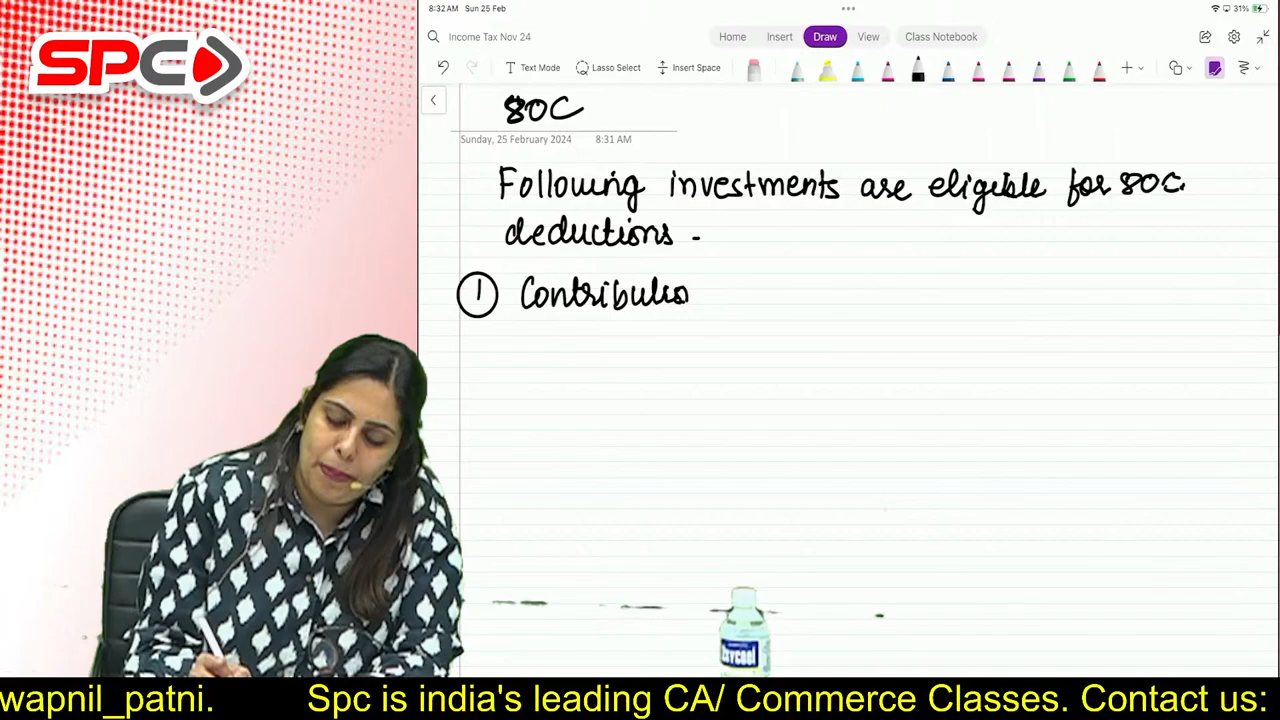 8:32 AM Sun 25 Feb
31%
SPC
Income Tax Nov 24
Home Insert Draw View Class Notebook
Text Mode Lasso Select Insert Space
80C
Sunday, 25 February 2024 8:31 AM
Following investments are eligible for 80C
deductions -
1 Contributio
Oxycool
wapnil_patni. Spc is india's leading CA/ Commerce Classes. Contact us: